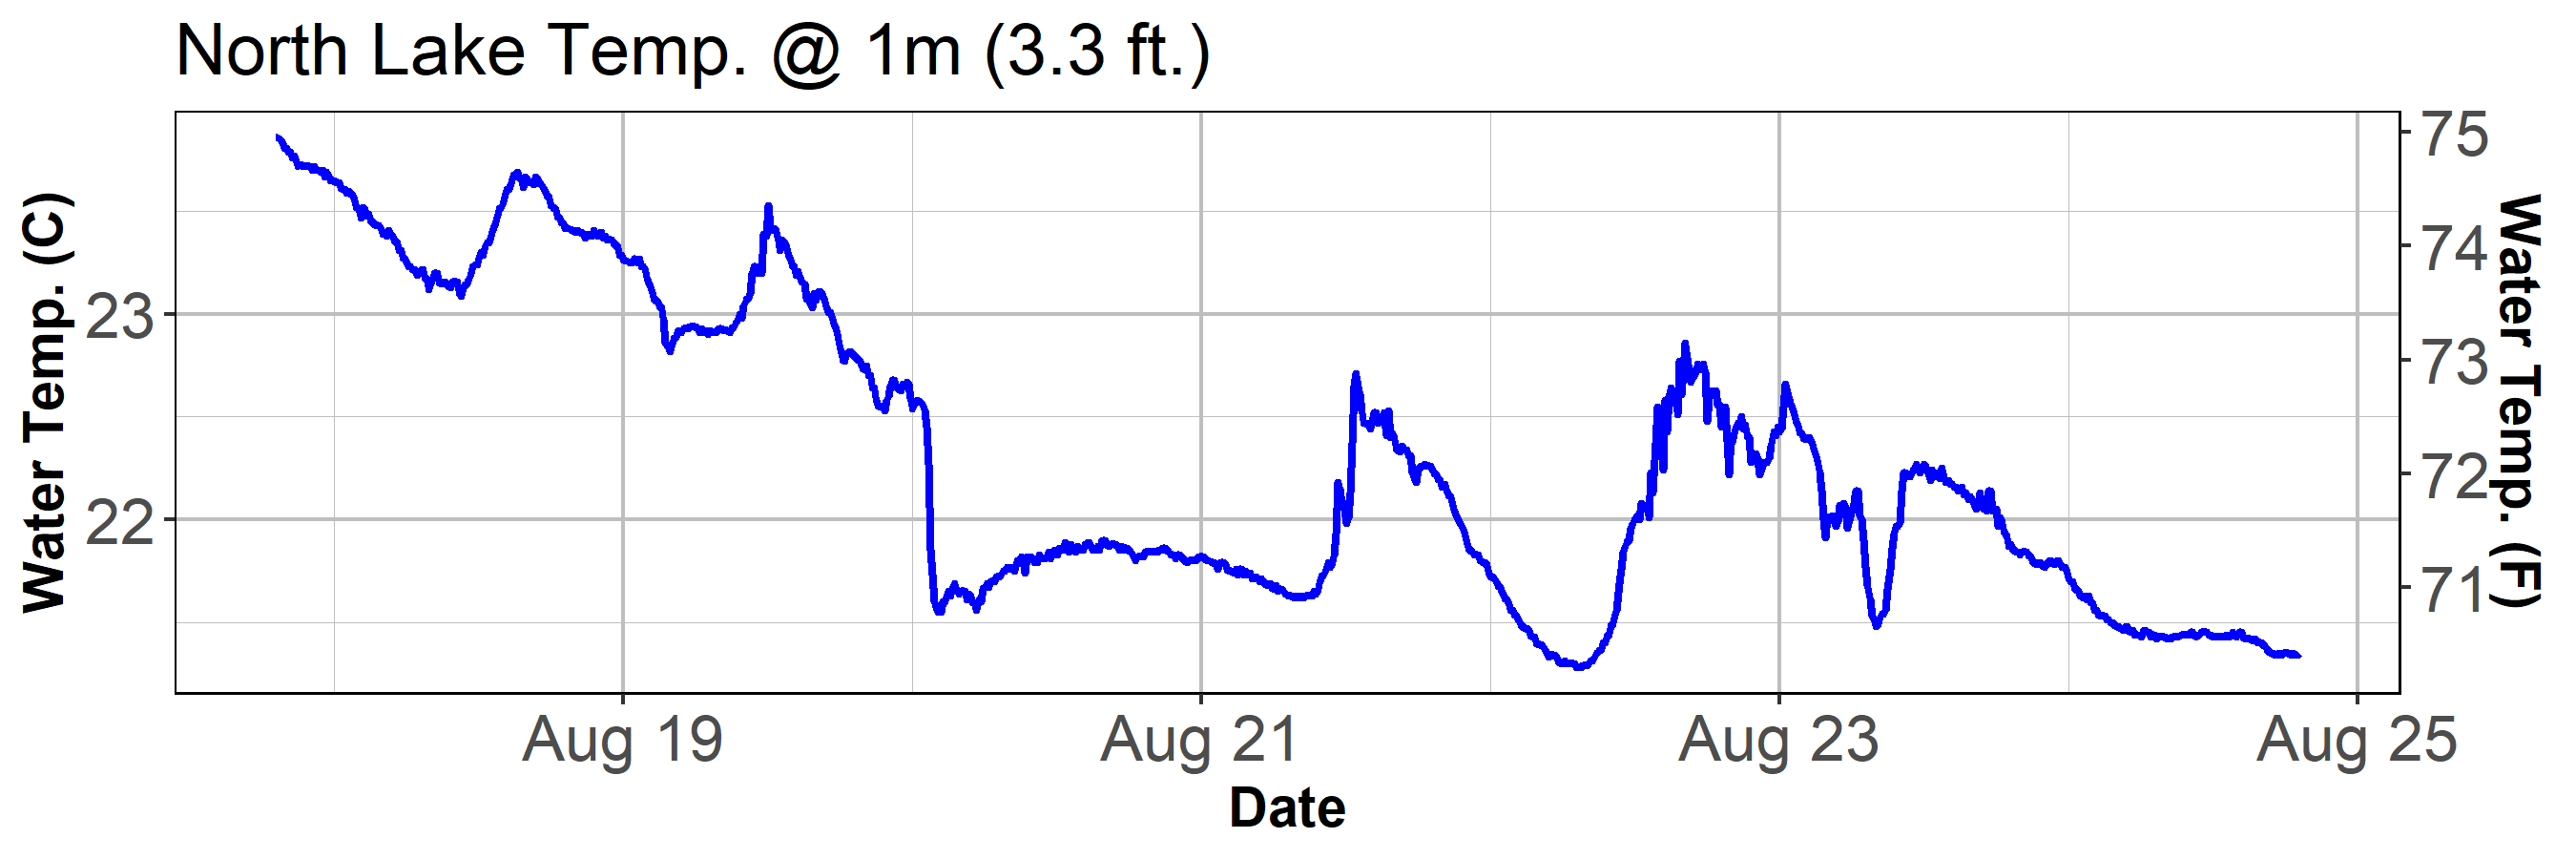 North Lake Temp. @ 1m (3.3 ft.)
Water Temp. (C)
23
22
75
74
73
72
71
Water Temp. (F)
Aug 19
Aug 21
Aug 23
Aug 25
Date